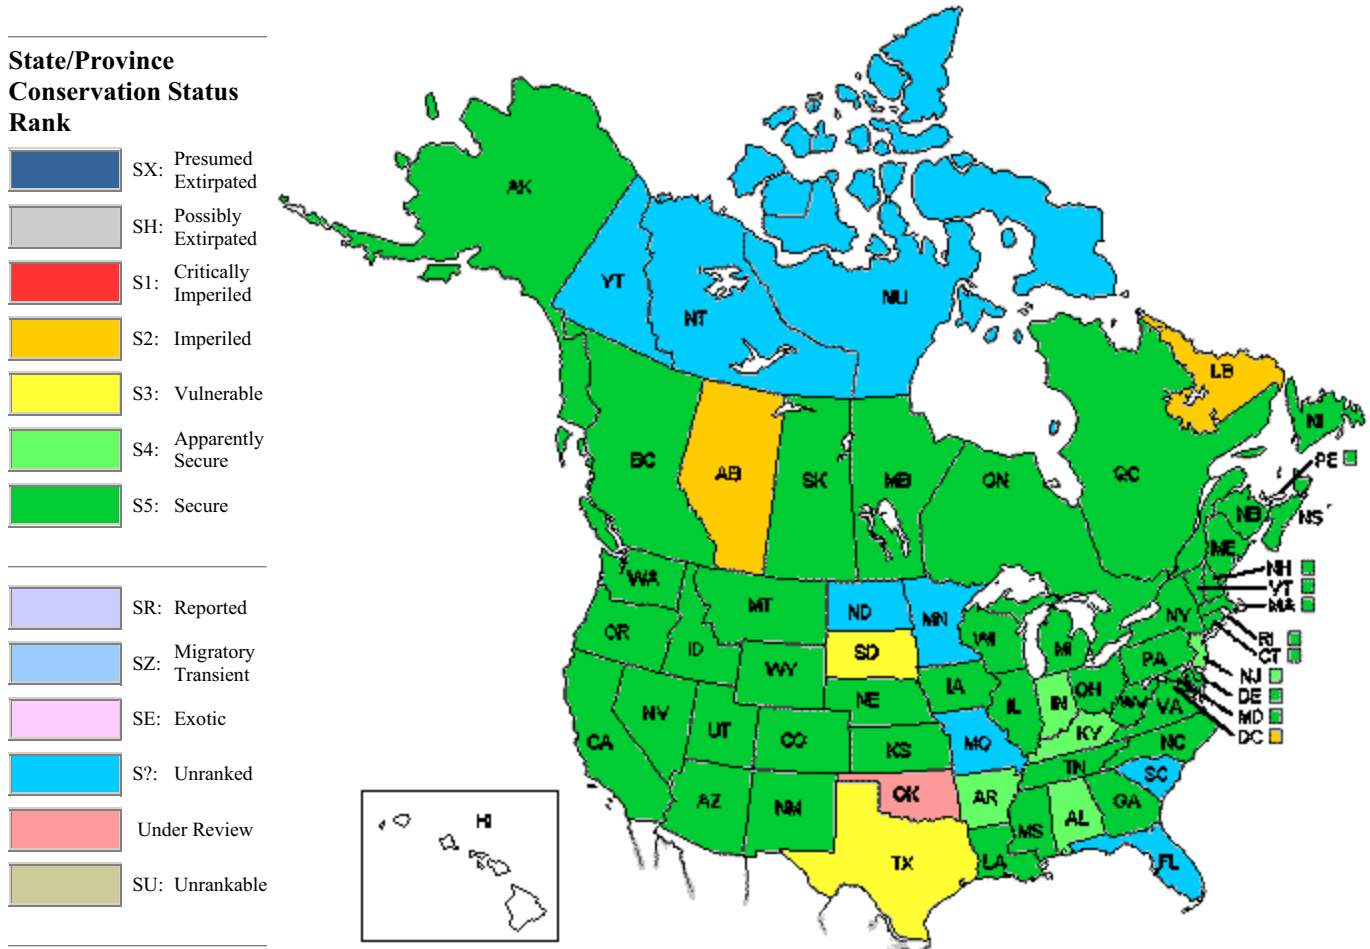 State/Province
Conservation Status
Rank
SX: Presumed
Extirpated
SH: Possibly
Extirpated
S1: Critically
Imperiled
S2: Imperiled
S3: Vulnerable
S4: Apparently
Secure
S5: Secure
SR: Reported
SZ: Migratory
Transient
SE: Exotic
S?: Unranked
Under Review
SU: Unrankable
AK
YT
NT
NU
LB
BC
AB
SK
MB
ON
QC
NI
PE
NB
NS
ME
NH
VT
MA
WA
MT
ND
MN
OR
ID
SD
WI
MI
NY
RI
CT
WY
PA
NJ
NE
IA
IL
IN
OH
WV
VA
DE
MD
DC
NV
UT
CO
KS
MO
KY
CA
NC
TN
SC
AZ
NM
OK
AR
MS
AL
GA
HI
TX
LA
FL